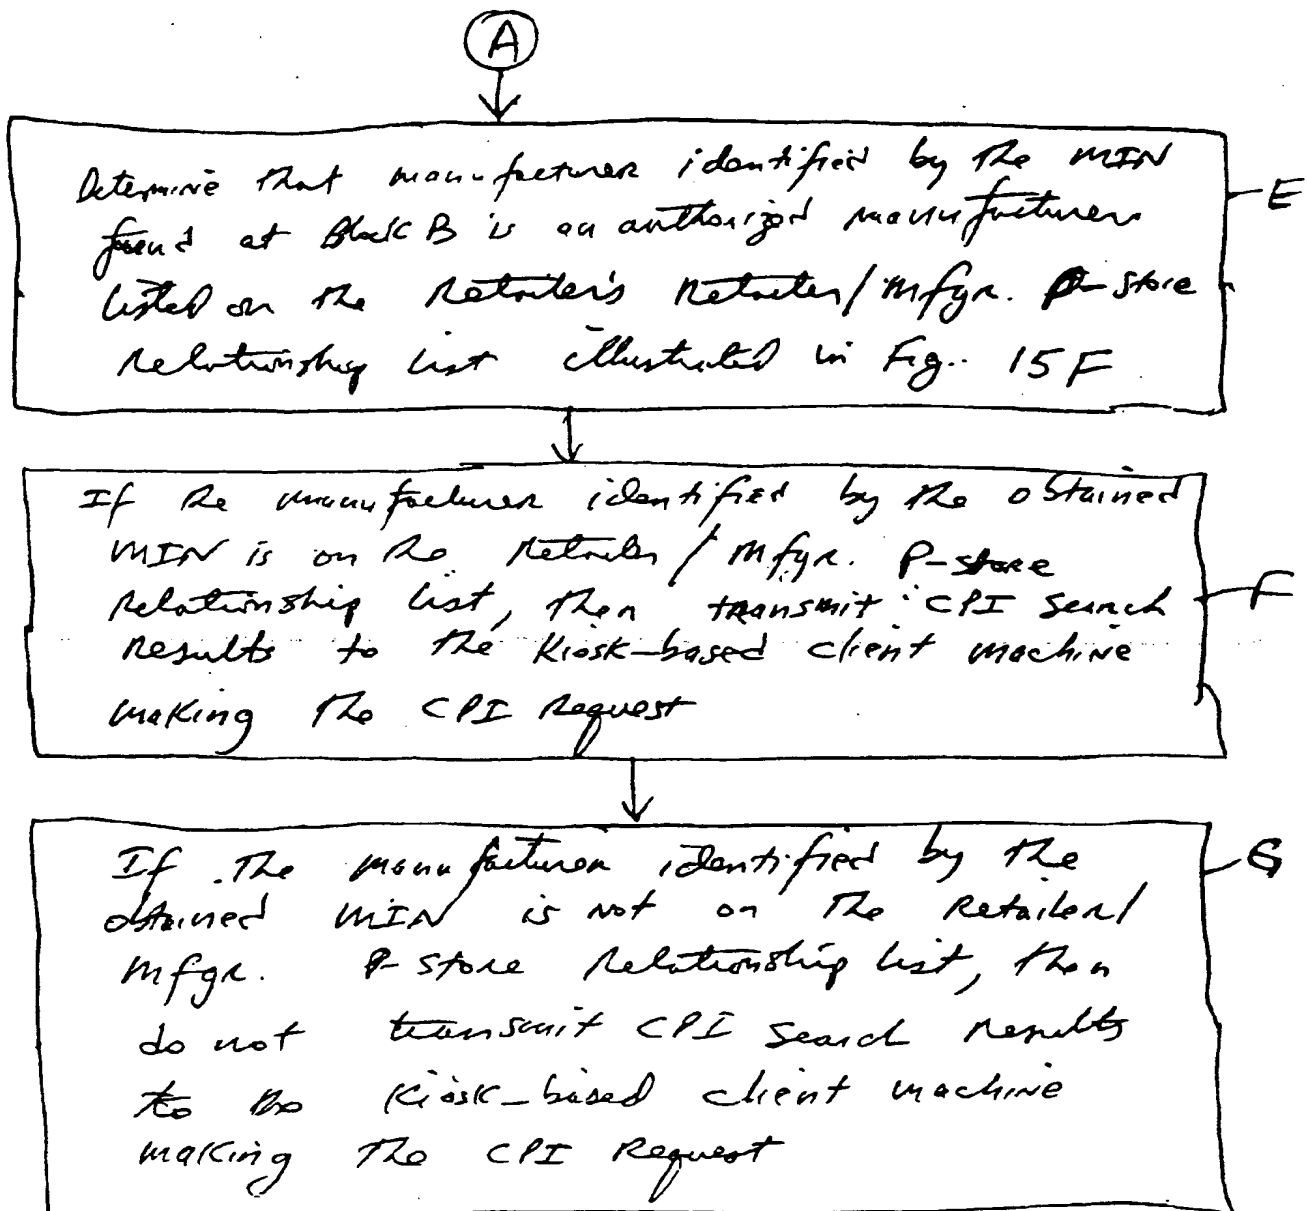 A
Determine that manufacturer identified by the MIN
found at Block B is an authorized manufacturer
listed on the Retailer's Retailer/Mfgr. P-Store
Relationship list illustrated in Fig. 15F
E
If the manufacturer identified by the obtained
MIN is on the Retailer/Mfgr. P-store
Relationship list, then transmit CPI Search
Results to the Kiosk-based client machine
making the CPI Request
F
If the manufacturer identified by the
obtained MIN is not on the Retailer/
Mfgr. P-store Relationship list, then
do not transmit CPI Search Results
to the Kiosk-based client machine
making the CPI Request
G